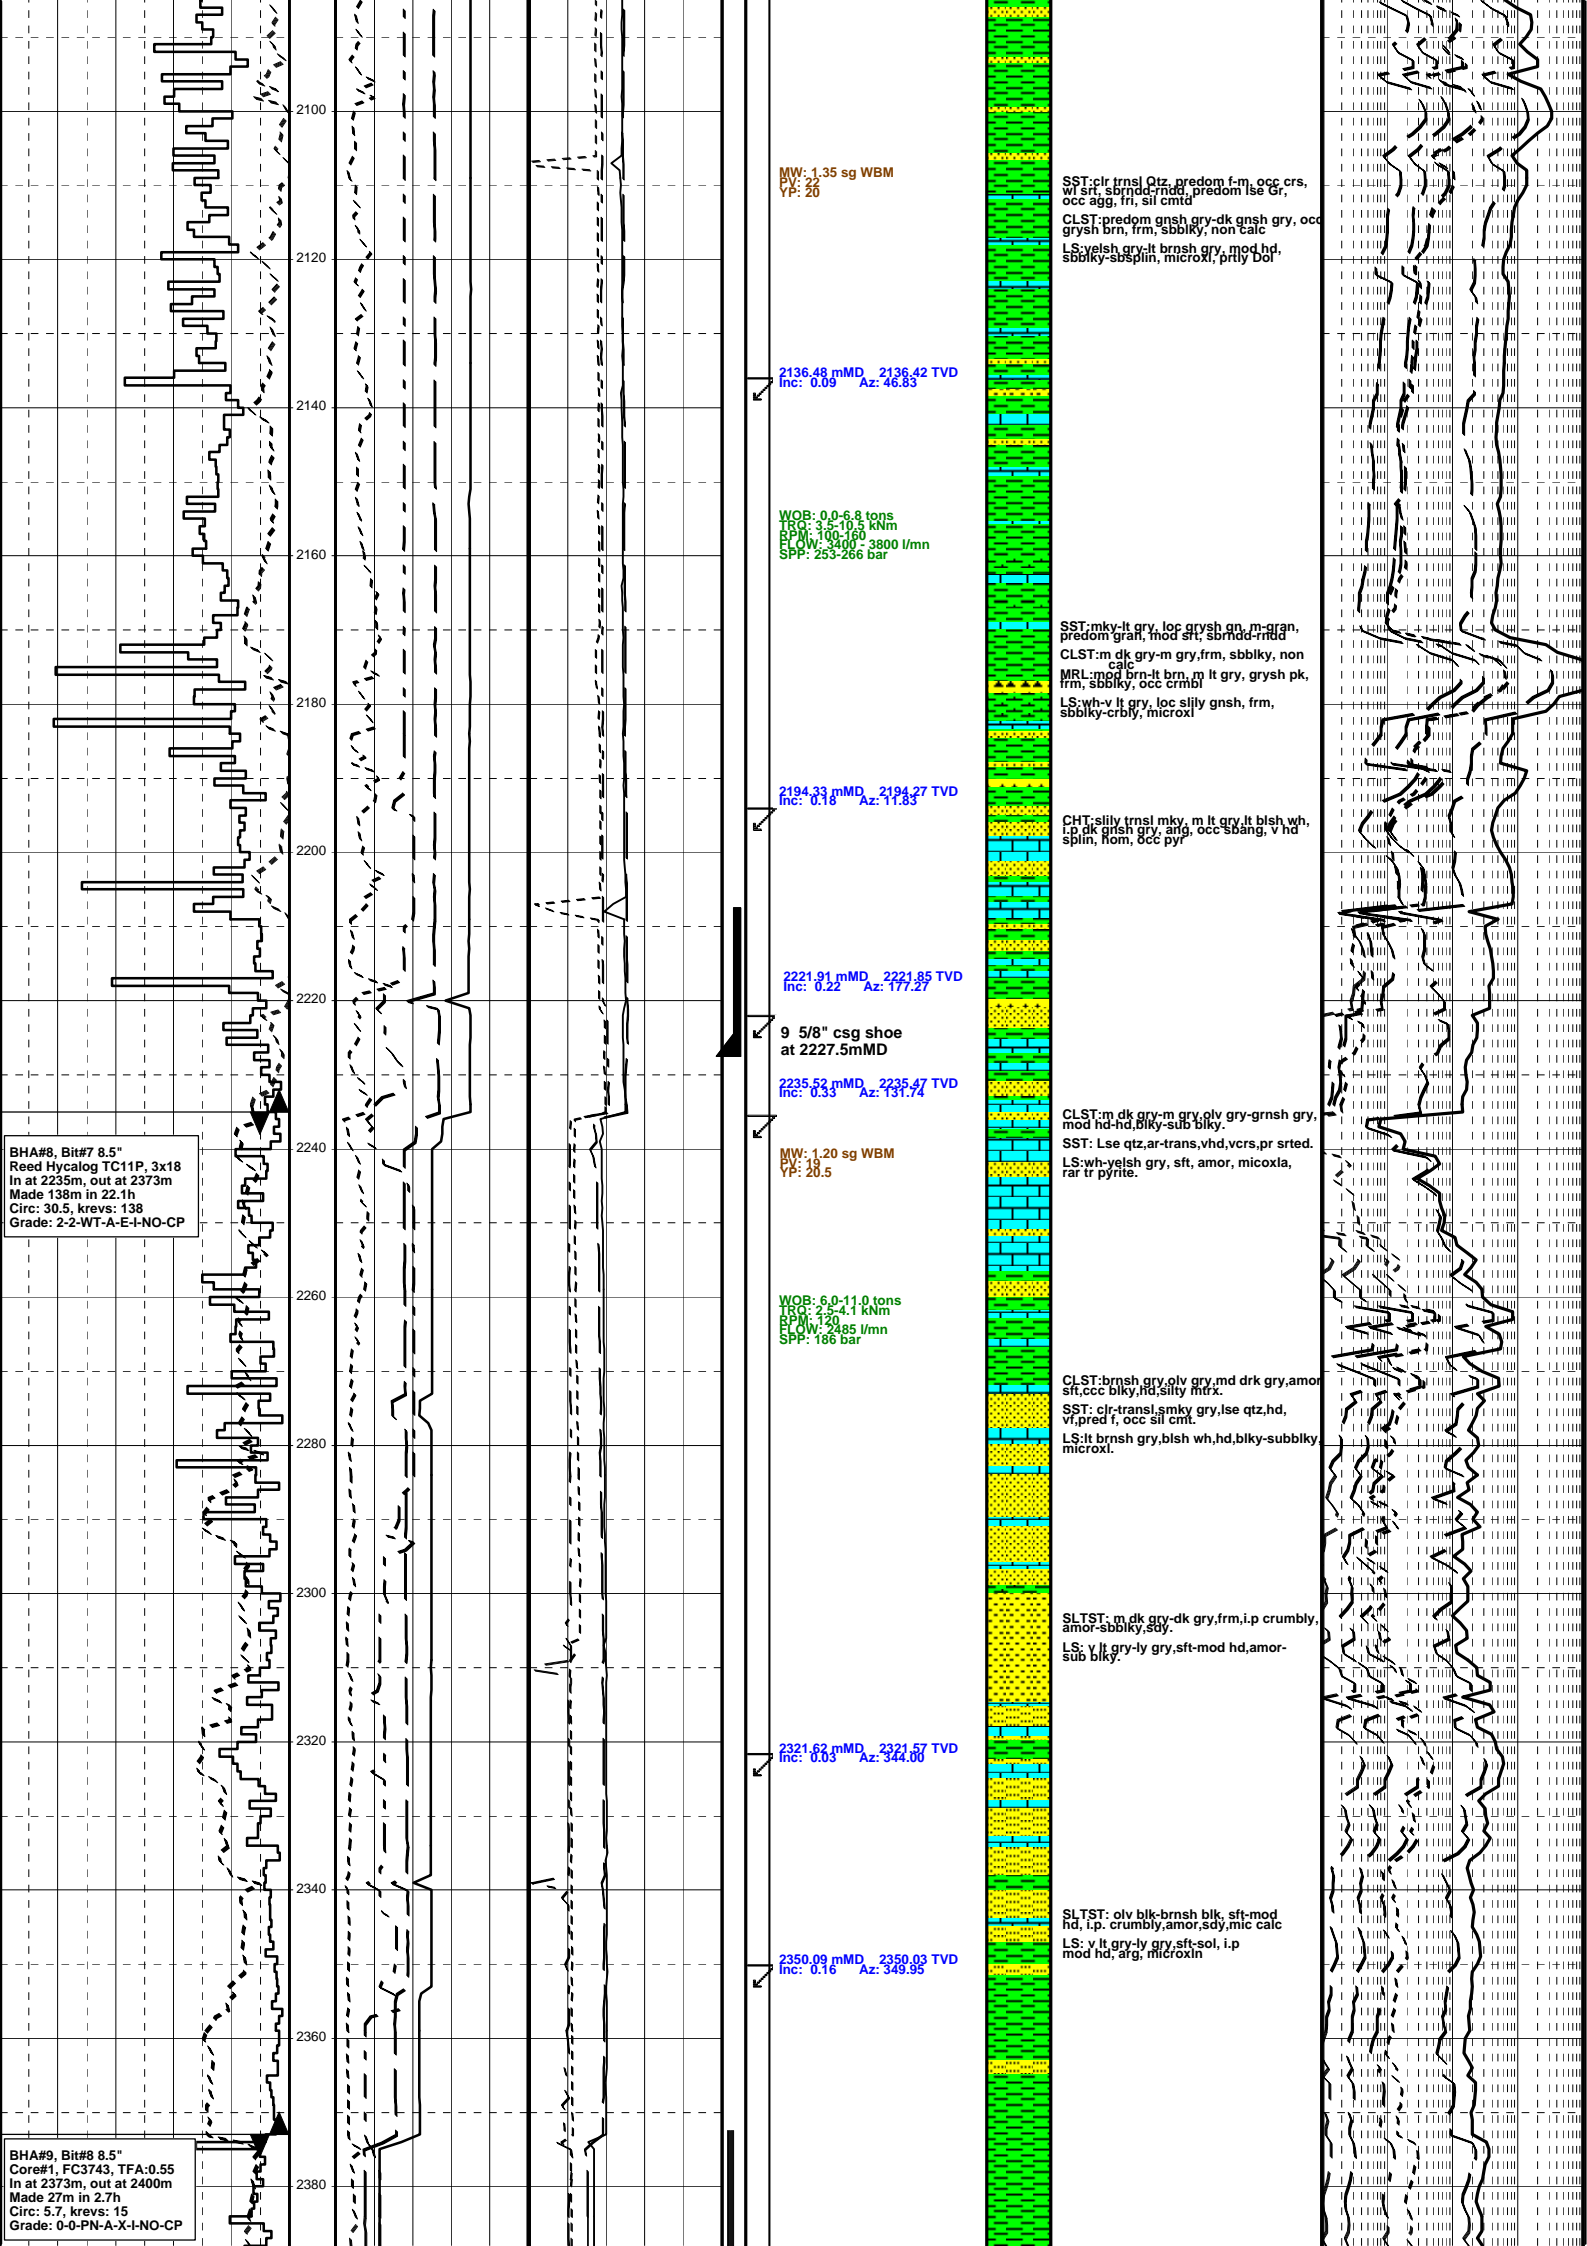 2100
MW: 1.35 sg WBM
PV: 22
YP: 20
SST:clr trnsl Qtz, predom f-m, occ crs,
wl srt, sbrndd-rndd, predom lse Gr,
occ agg, fri, sil cmtd
CLST:predom gnsh gry-dk gnsh gry, occ
grysh brn, frm, sbblky, non calc
LS:yelsh gry-lt brnsh gry, mod hd,
sbblky-sbsplin, microxl, prtly Dol
2120
2136.48 mMD 2136.42 TVD
Inc: 0.09 Az: 46.83
2140
WOB: 0.0-6.8 tons
TRQ: 3.5-10.5 kNm
RPM: 100-160
FLOW: 3400 - 3800 l/mn
SPP: 253-266 bar
2160
SST:mky-lt gry, loc grysh gn, m-gran,
predom gran, mod srt, sbrndd-rndd
CLST:m dk gry-m gry,frm, sbblky, non
calc
MRL:mod brn-lt brn, m lt gry, grysh pk,
frm, sbblky, occ crmbl
LS:wh-v lt gry, loc slily gnsh, frm,
sbblky-crbly, microxl
2180
2194.33 mMD 2194.27 TVD
Inc: 0.18 Az: 11.83
CHT:slily trnsl mky, m lt gry,lt blsh wh,
i.p dk gnsh gry, ang, occ sbang, v hd
splin, hom, occ pyr
2200
2221.91 mMD 2221.85 TVD
Inc: 0.22 Az: 177.27
2220
9 5/8" csg shoe
at 2227.5mMD
2235.52 mMD 2235.47 TVD
Inc: 0.33 Az: 131.74
CLST:m dk gry-m gry,olv gry-grnsh gry,
mod hd-hd,blky-sub blky.
SST: Lse qtz,ar-trans,vhd,vcrs,pr srted.
LS:wh-yelsh gry, sft, amor, micoxla,
rar tr pyrite.
2240
BHA#8, Bit#7 8.5"
Reed Hycalog TC11P, 3x18
In at 2235m, out at 2373m
Made 138m in 22.1h
Circ: 30.5, krevs: 138
Grade: 2-2-WT-A-E-I-NO-CP
MW: 1.20 sg WBM
PV: 19
YP: 20.5
2260
WOB: 6.0-11.0 tons
TRQ: 2.5-4.1 kNm
RPM: 120
FLOW: 2485 l/mn
SPP: 186 bar
CLST:brnsh gry,olv gry,md drk gry,amor
sft,ccc blky,hd,silty mtrx.
SST: clr-transl,smky gry,lse qtz,hd,
vf,pred f, occ sil cmt.
LS:lt brnsh gry,blsh wh,hd,blky-subblky,
microxl.
2280
2300
SLTST: m dk gry-dk gry,frm,i.p crumbly,
amor-sbblky,sdy.
LS: v lt gry-ly gry,sft-mod hd,amor-
sub blky.
2320
2321.62 mMD 2321.57 TVD
Inc: 0.03 Az: 344.00
2340
SLTST: olv blk-brnsh blk, sft-mod
hd, i.p. crumbly,amor,sdy,mic calc
LS: v lt gry-ly gry,sft-sol, i.p
mod hd, arg, microxln
2350.09 mMD 2350.03 TVD
Inc: 0.16 Az: 349.95
2360
BHA#9, Bit#8 8.5"
Core#1, FC3743, TFA:0.55
In at 2373m, out at 2400m
Made 27m in 2.7h
Circ: 5.7, krevs: 15
Grade: 0-0-PN-A-X-I-NO-CP
2380